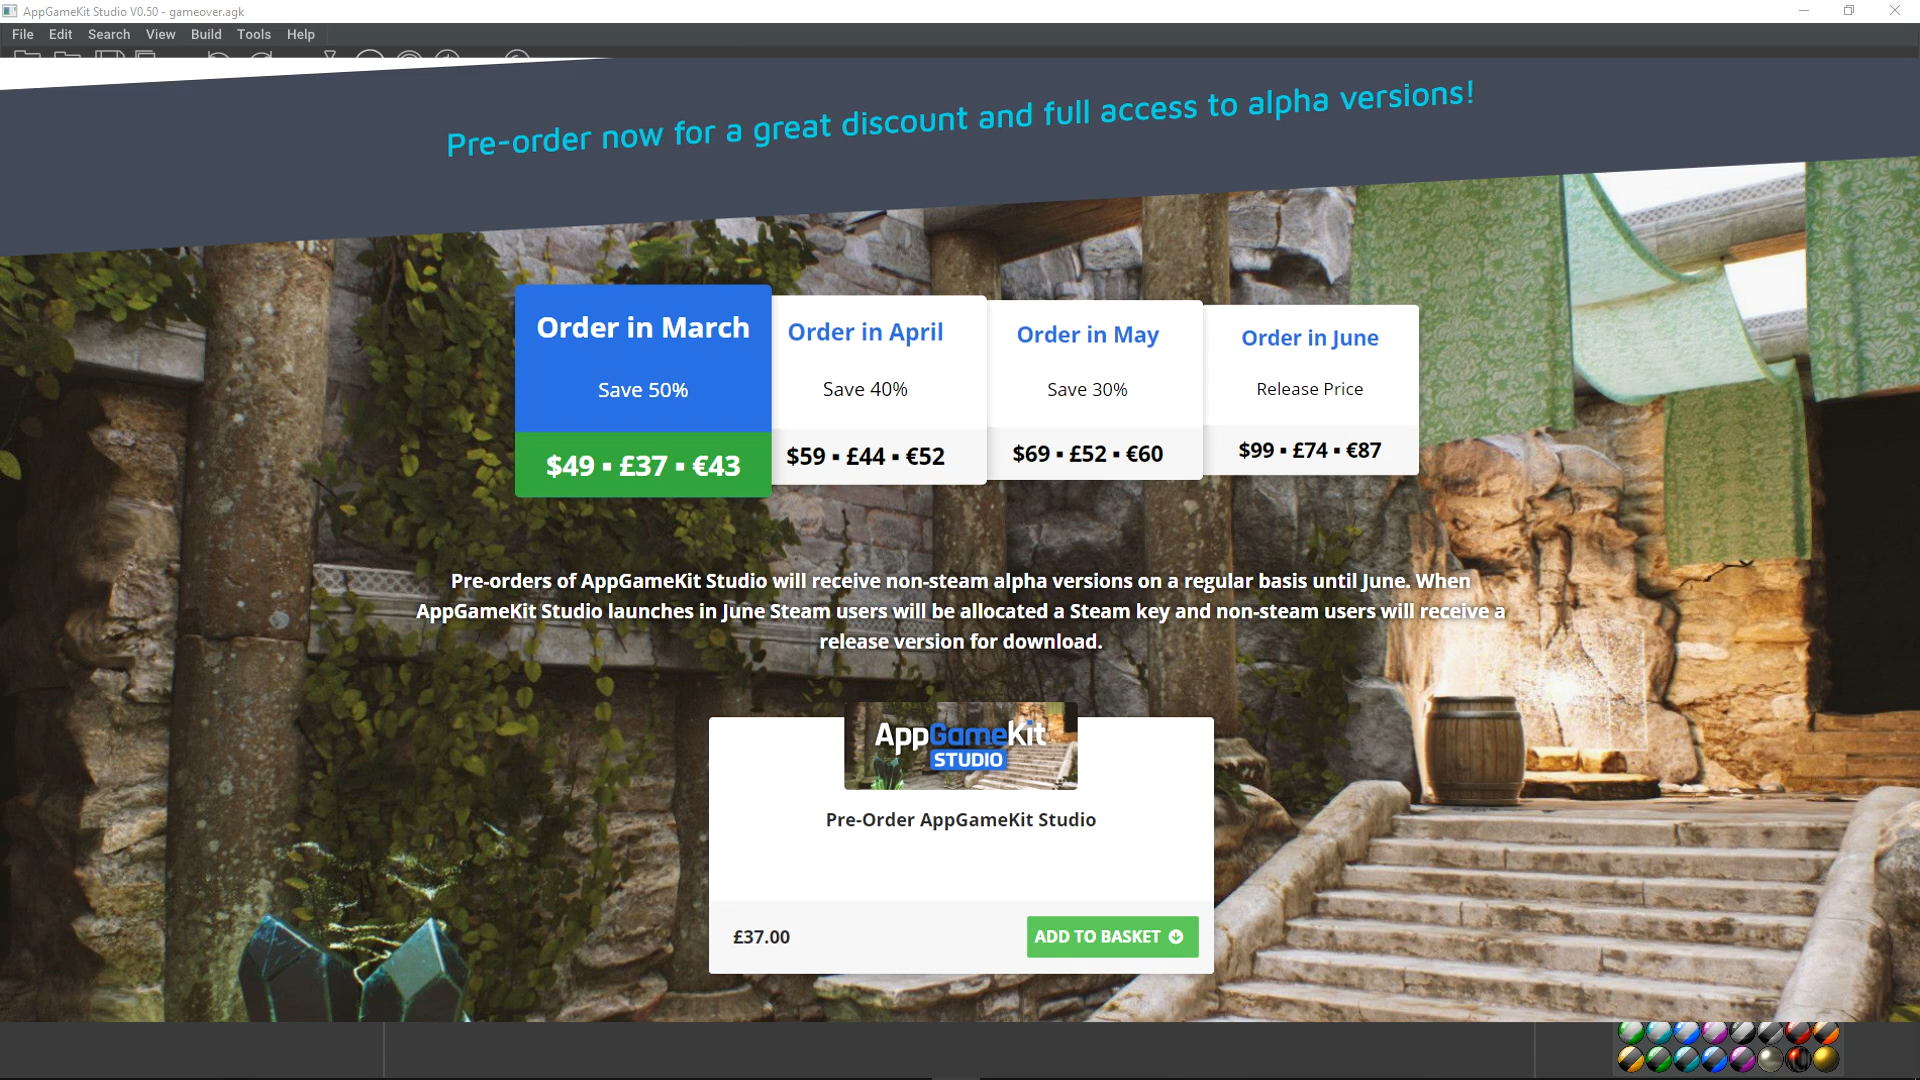 AppGameKit Studio V0.50 - gameover.agk
File Edit Search View Build Tools Help
Pre-order now for a great discount and full access to alpha versions!
Order in March
Save 50%
$49 ▪ £37 ▪ €43
Order in April
Save 40%
$59 ▪ £44 ▪ €52
Order in May
Save 30%
$69 ▪ £52 ▪ €60
Order in June
Release Price
$99 ▪ £74 ▪ €87
Pre-orders of AppGameKit Studio will receive non-steam alpha versions on a regular basis until June. When
AppGameKit Studio launches in June Steam users will be allocated a Steam key and non-steam users will receive a
release version for download.
AppGameKit
STUDIO
Pre-Order AppGameKit Studio
£37.00
ADD TO BASKET